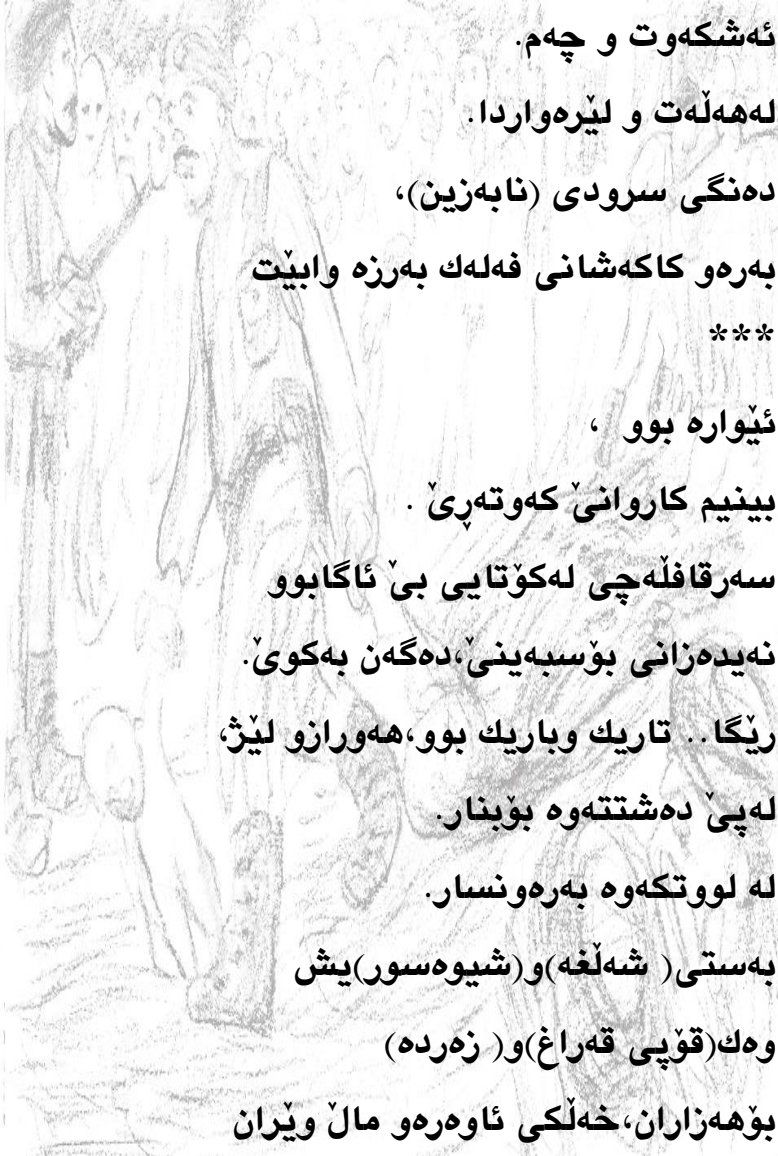 ئەشکەوت و چەم.
لەهەڵەت و لێرەواردا.
دەنگی سرودی (نابەزین)،
بەرەو کاکەشانی فەلەك بەرزە وابێت
***
ئێوارە بوو ،
بینیم کاروانێ کەوتەڕێ .
سەرقافڵەچی لەکۆتایی بێ ئاگابوو
نەیدەزانی بۆسبەینێ،دەگەن بەکوێ.
رێگا.. تاریك وباریك بوو،هەورازو لێژ،
لەپێ دەشتتەوە بۆبنار.
لە لووتکەوە بەرەونسار.
بەستی( شەڵغە)و(شیوەسور)یش
وەك(قۆپی قەراغ)و( زەردە)
بۆهەزاران،خەڵکی ئاوەرەو ماڵ وێران